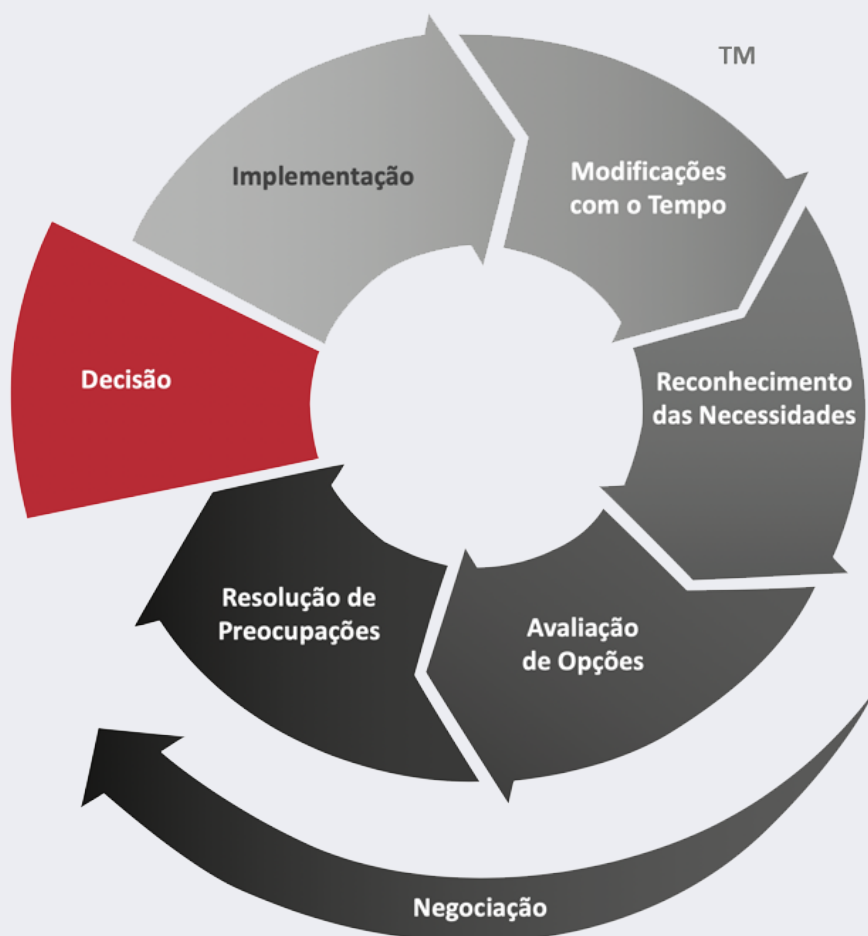 TM
Implementação
Modificações
com o Tempo
Decisão
Reconhecimento
das Necessidades
Resolução de
Preocupações
Avaliação
de Opções
Negociação